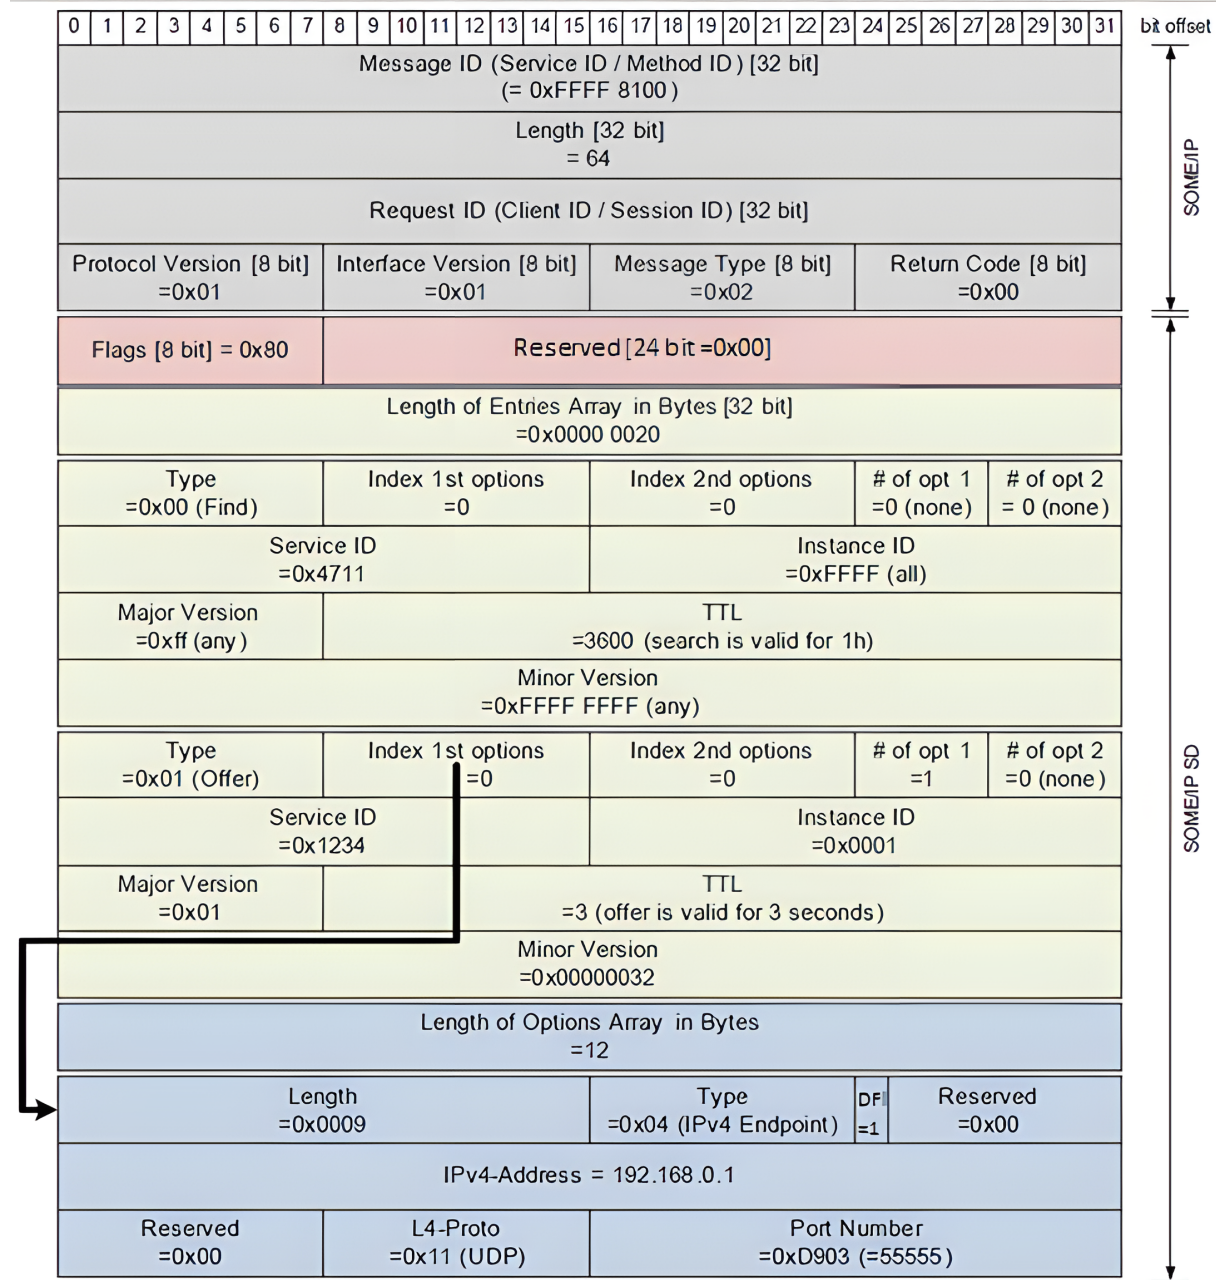 0 1 2 3 4 5 6 7 8 9 10 11 12 13 14 15 16 17 18 19 20 21 22 23 24 25 26 27 28 29 30 31 bit offset
Message ID (Service ID / Method ID) [32 bit]
(= 0xFFFF 8100)
Length [32 bit]
= 64
Request ID (Client ID / Session ID) [32 bit]
Protocol Version [8 bit]
=0x01
Interface Version [8 bit]
=0x01
Message Type [8 bit]
=0x02
Return Code [8 bit]
=0x00
SOME/IP
Flags [8 bit] = 0x80
Reserved [24 bit =0x00]
Length of Entries Array in Bytes [32 bit]
=0x0000 0020
Type
=0x00 (Find)
Index 1st options
=0
Index 2nd options
=0
# of opt 1
=0 (none)
# of opt 2
= 0 (none)
Service ID
=0x4711
Instance ID
=0xFFFF (all)
Major Version
=0xff (any)
TTL
=3600 (search is valid for 1h)
Minor Version
=0xFFFF FFFF (any)
Type
=0x01 (Offer)
Index 1st options
=0
Index 2nd options
=0
# of opt 1
=1
# of opt 2
=0 (none)
Service ID
=0x1234
Instance ID
=0x0001
Major Version
=0x01
TTL
=3 (offer is valid for 3 seconds)
Minor Version
=0x00000032
SOME/IP SD
Length of Options Array in Bytes
=12
Length
=0x0009
Type
=0x04 (IPv4 Endpoint)
DF
=1
Reserved
=0x00
IPv4-Address = 192.168.0.1
Reserved
=0x00
L4-Proto
=0x11 (UDP)
Port Number
=0xD903 (=55555)